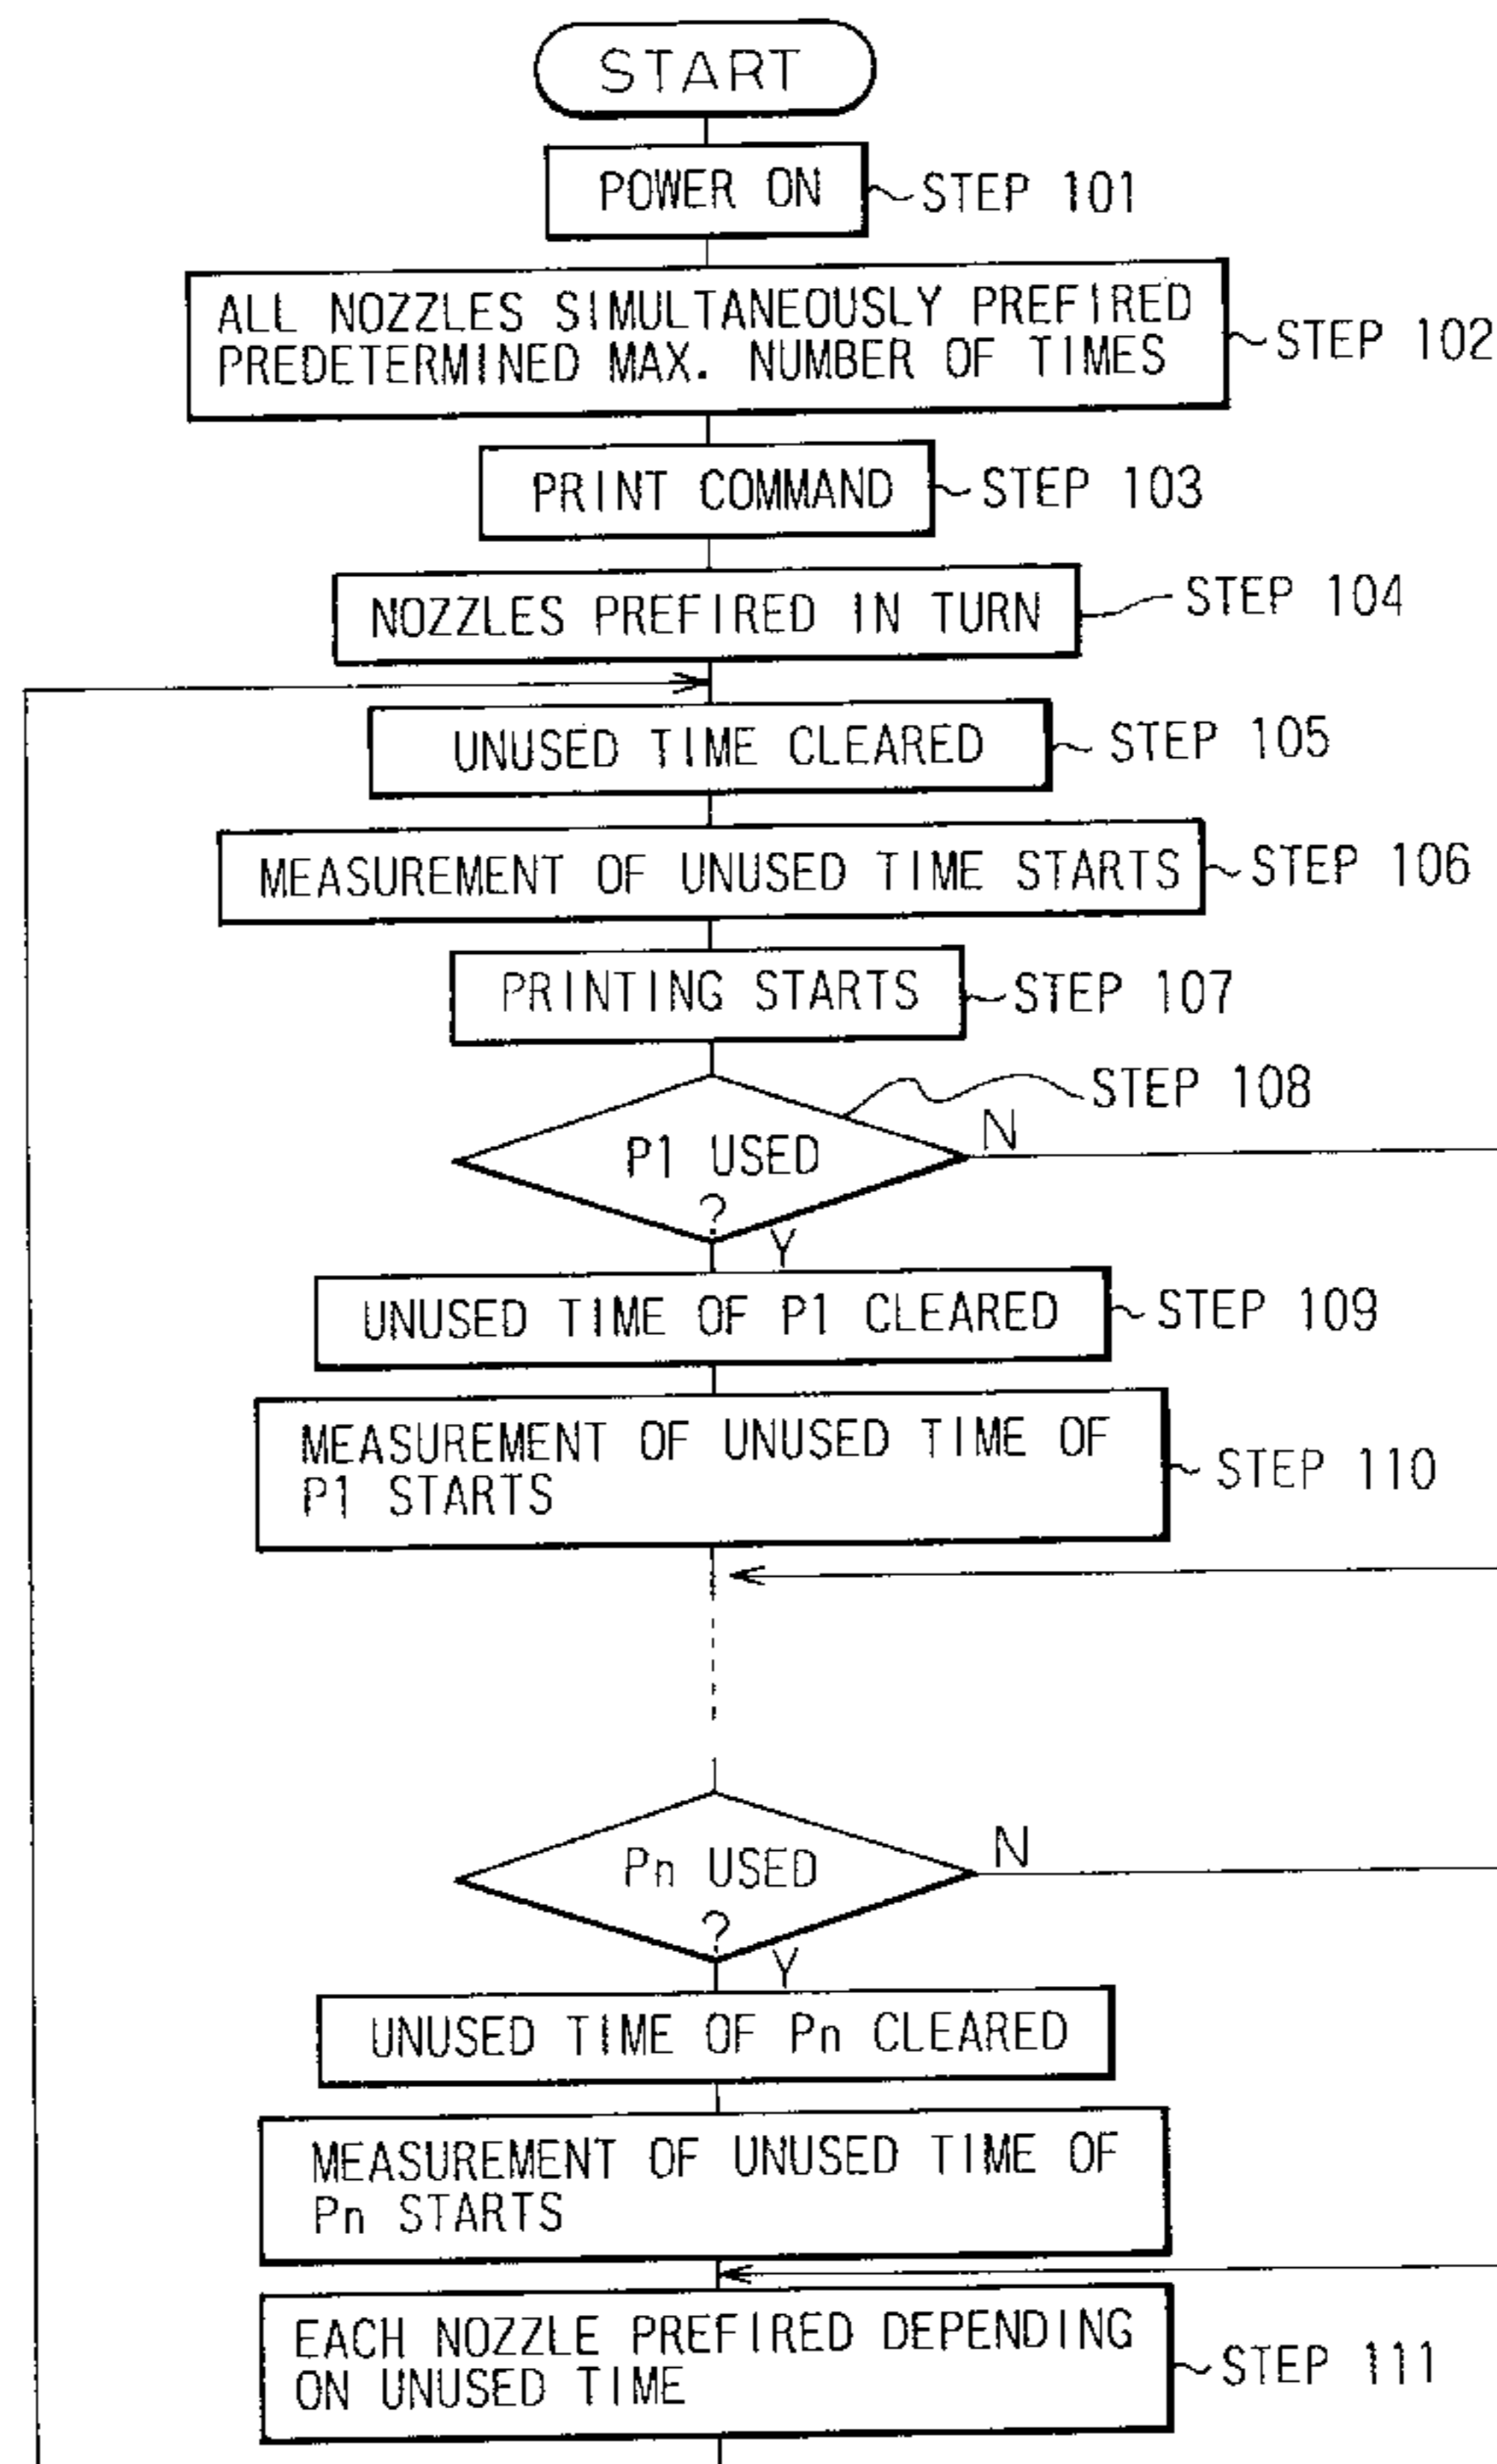 START
POWER ON
STEP 101
ALL NOZZLES SIMULTANEOUSLY PREFIRED
PREDETERMINED MAX. NUMBER OF TIMES
STEP 102
PRINT COMMAND
STEP 103
NOZZLES PREFIRED IN TURN
STEP 104
UNUSED TIME CLEARED
STEP 105
MEASUREMENT OF UNUSED TIME STARTS
STEP 106
PRINTING STARTS
STEP 107
STEP 108
P1 USED
?
N
Y
UNUSED TIME OF P1 CLEARED
STEP 109
MEASUREMENT OF UNUSED TIME OF
P1 STARTS
STEP 110
Pn USED
?
N
Y
UNUSED TIME OF Pn CLEARED
MEASUREMENT OF UNUSED TIME OF
Pn STARTS
EACH NOZZLE PREFIRED DEPENDING
ON UNUSED TIME
STEP 111